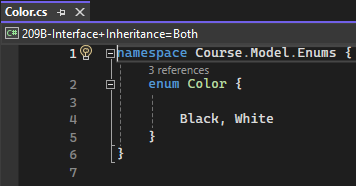 Color.cs
C# 209B-Interface+Inheritance=Both
1 namespace Course.Model.Enums {
3 references
2 enum Color {
3
4 Black, White
5 }
6 }
7